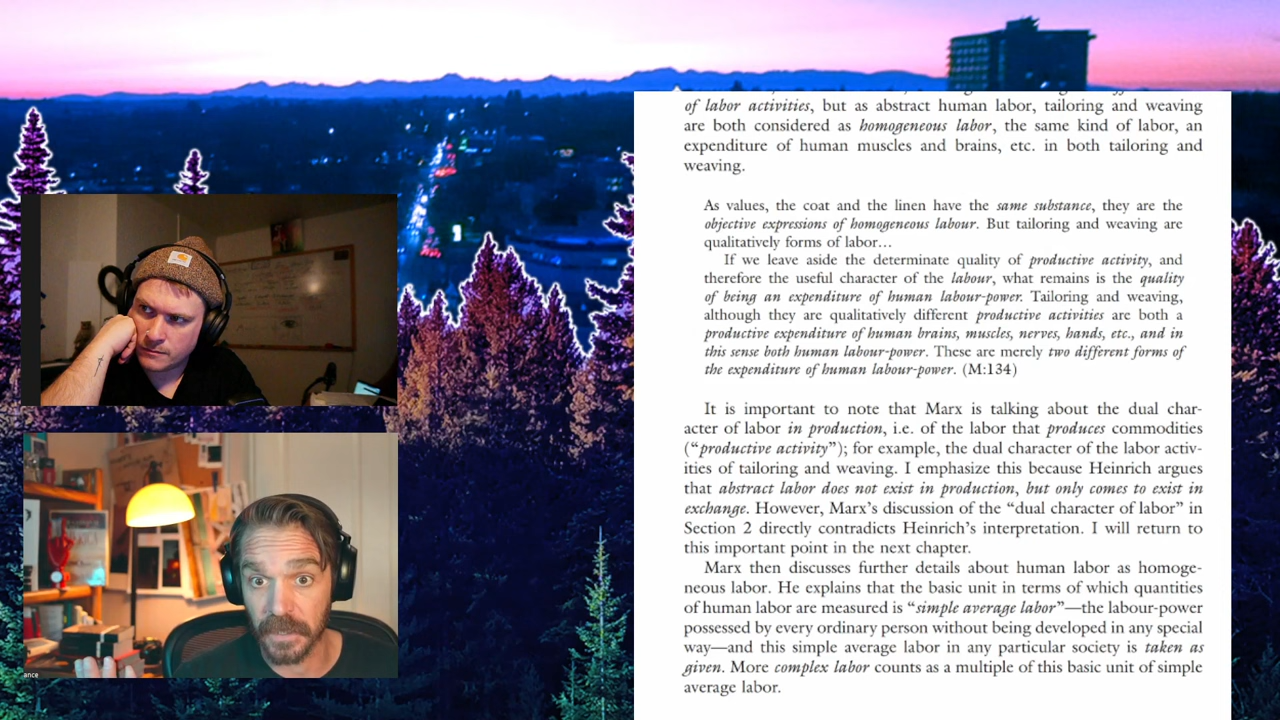 of labor activities, but as abstract human labor, tailoring and weaving
are both considered as homogeneous labor, the same kind of labor, an
expenditure of human muscles and brains, etc. in both tailoring and
weaving.
As values, the coat and the linen have the same substance, they are the
objective expressions of homogeneous labour. But tailoring and weaving are
qualitatively forms of labor…
If we leave aside the determinate quality of productive activity, and
therefore the useful character of the labour, what remains is the quality
of being an expenditure of human labour-power. Tailoring and weaving,
although they are qualitatively different productive activities are both a
productive expenditure of human brains, muscles, nerves, hands, etc., and in
this sense both human labour-power. These are merely two different forms of
the expenditure of human labour-power. (M:134)
It is important to note that Marx is talking about the dual char-
acter of labor in production, i.e. of the labor that produces commodities
(“productive activity”); for example, the dual character of the labor activ-
ities of tailoring and weaving. I emphasize this because Heinrich argues
that abstract labor does not exist in production, but only comes to exist in
exchange. However, Marx’s discussion of the “dual character of labor” in
Section 2 directly contradicts Heinrich’s interpretation. I will return to
this important point in the next chapter.
Marx then discusses further details about human labor as homoge-
neous labor. He explains that the basic unit in terms of which quantities
of human labor are measured is “simple average labor”—the labour-power
possessed by every ordinary person without being developed in any special
way—and this simple average labor in any particular society is taken as
given. More complex labor counts as a multiple of this basic unit of simple
average labor.
ance